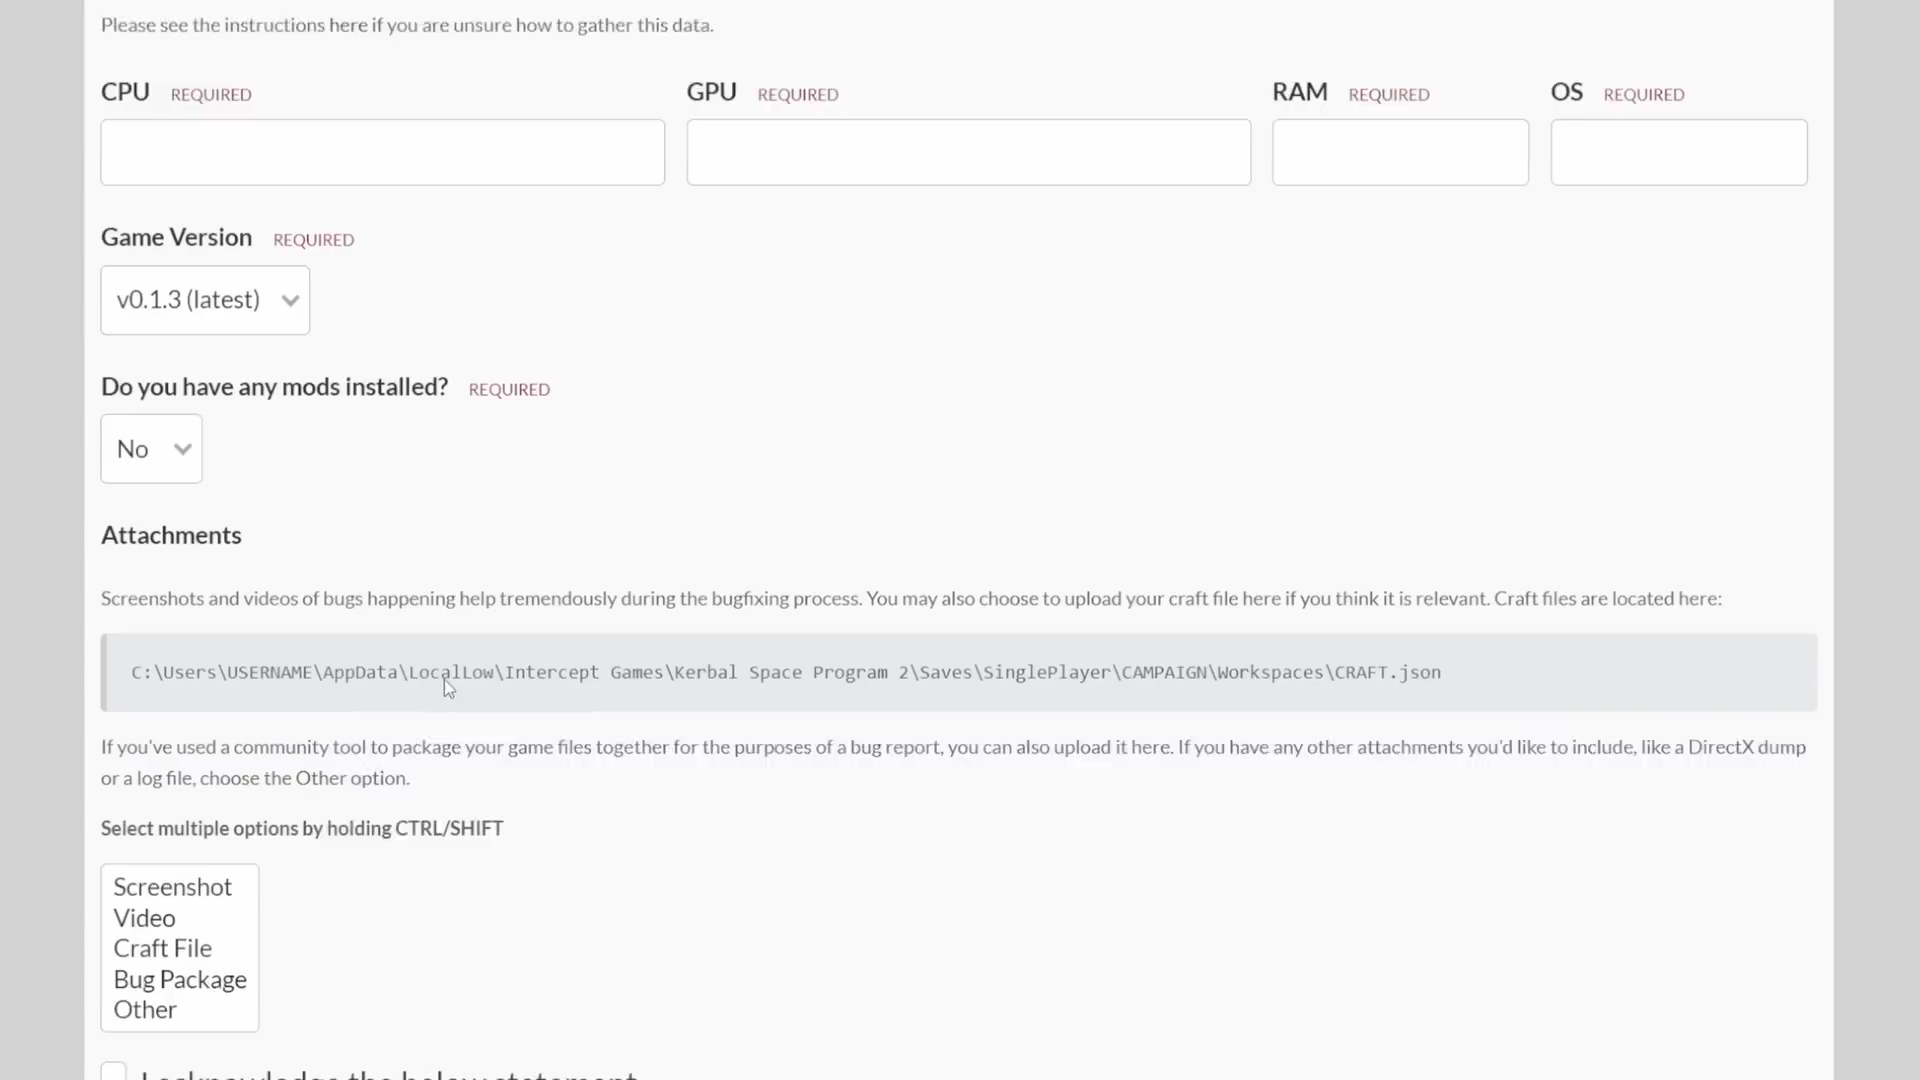 Please see the instructions here if you are unsure how to gather this data.
CPU REQUIRED GPU REQUIRED RAM REQUIRED OS REQUIRED
Game Version REQUIRED
v0.1.3 (latest)
Do you have any mods installed? REQUIRED
No
Attachments
Screenshots and videos of bugs happening help tremendously during the bugfixing process. You may also choose to upload your craft file here if you think it is relevant. Craft files are located here:
C:\Users\USERNAME\AppData\LocalLow\Intercept Games\Kerbal Space Program 2\Saves\SinglePlayer\CAMPAIGN\Workspaces\CRAFT.json
If you've used a community tool to package your game files together for the purposes of a bug report, you can also upload it here. If you have any other attachments you'd like to include, like a DirectX dump
or a log file, choose the Other option.
Select multiple options by holding CTRL/SHIFT
Screenshot
Video
Craft File
Bug Package
Other
I acknowledge the below statement